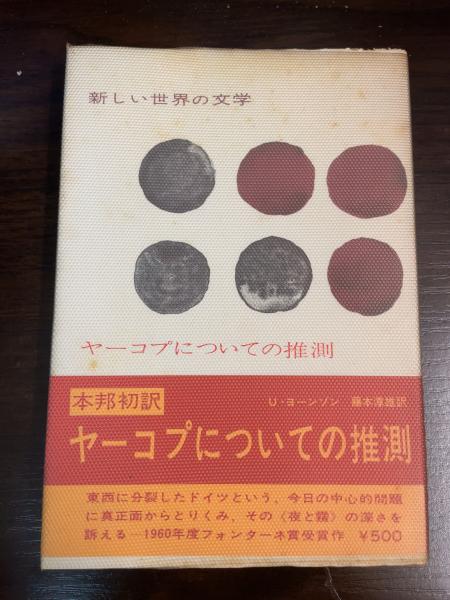 新しい世界の文学
ヤーコプについての推測
本邦初訳
U・ヨーンゾン 藤本淳雄訳
ヤーコプについての推測
東西に分裂したドイツという、今日の中心的問題
に真正面からとりくみ、その《夜と霧》の深さを
訴える—1960年度フォンターネ賞受賞作 ¥500